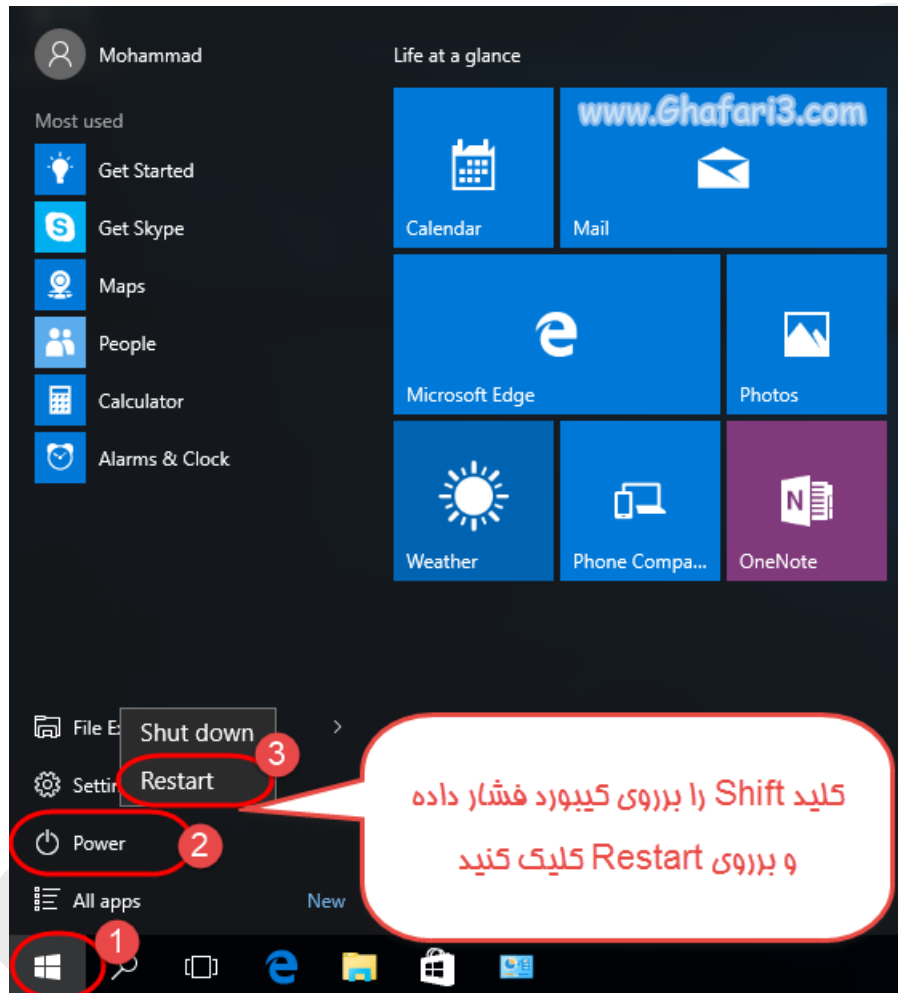 Mohammad
Life at a glance
Most used
www.Ghafari3.com
Get Started
Get Skype
Calendar
Mail
Maps
People
Calculator
Microsoft Edge
Photos
Alarms & Clock
Weather
Phone Compa...
OneNote
File E
Shut down
3
Settin
Restart
کلید Shift را برروی کیبورد فشار داده
و برروی Restart کلیک کنید
Power
2
All apps
New
1